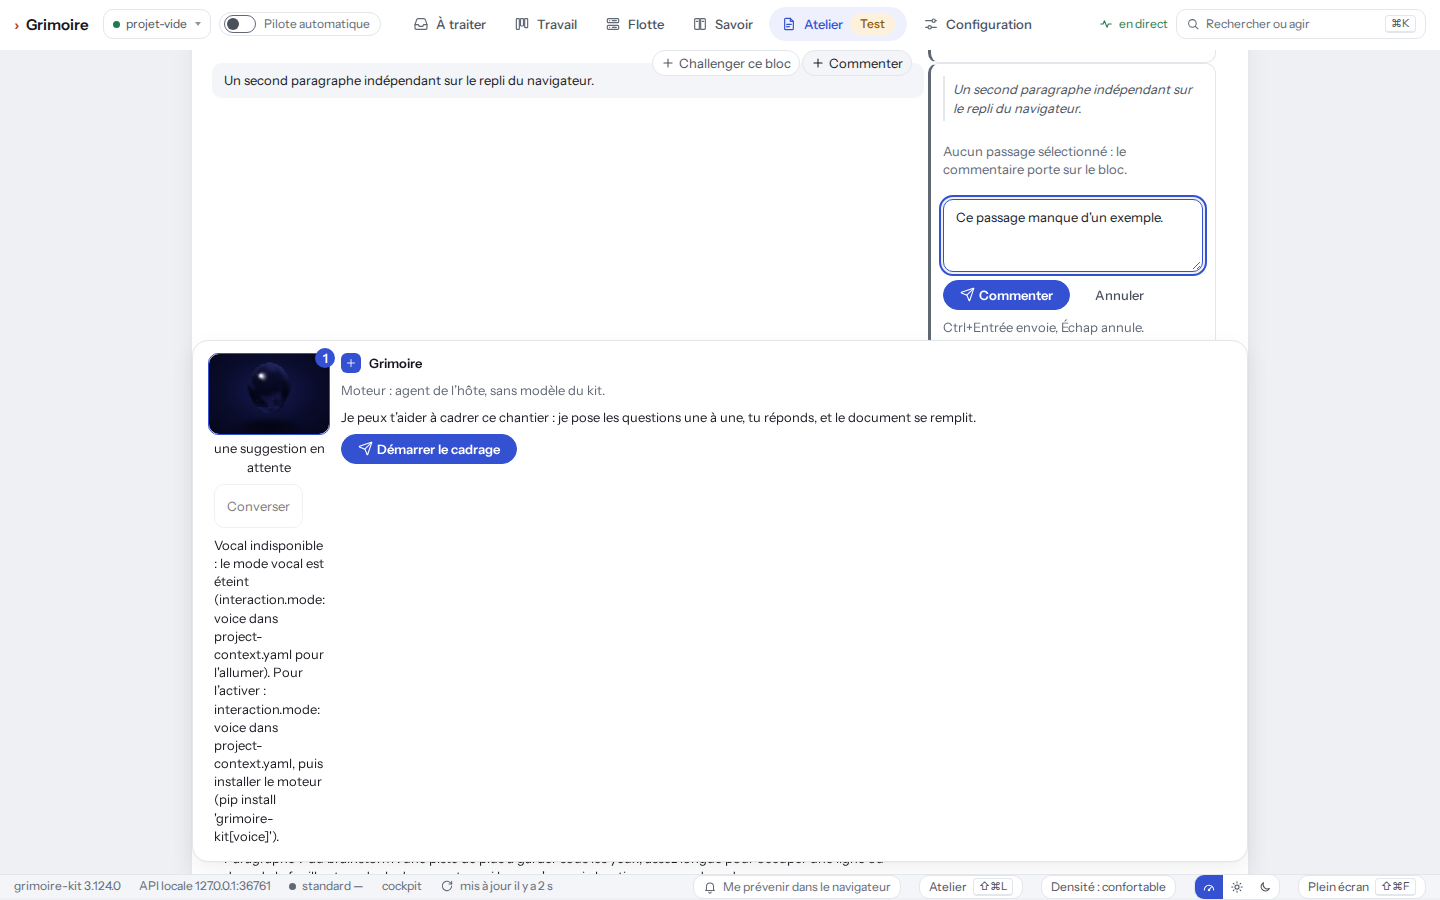 › Grimoire
projet-vide
Pilote automatique
À traiter
Travail
Flotte
Savoir
Atelier
Test
Configuration
en direct
Rechercher ou agir
⌘K
+ Challenger ce bloc
+ Commenter
Un second paragraphe indépendant sur le repli du navigateur.
Un second paragraphe indépendant sur
le repli du navigateur.
Aucun passage sélectionné : le
commentaire porte sur le bloc.
Ce passage manque d'un exemple.
Commenter
Annuler
Ctrl+Entrée envoie, Échap annule.
1
Grimoire
Moteur : agent de l'hôte, sans modèle du kit.
Je peux t'aider à cadrer ce chantier : je pose les questions une à une, tu réponds, et le document se remplit.
Démarrer le cadrage
une suggestion en
attente
Converser
Vocal indisponible
: le mode vocal est
éteint
(interaction.mode:
voice dans
project-
context.yaml pour
l'allumer). Pour
l'activer :
interaction.mode:
voice dans
project-
context.yaml, puis
installer le moteur
(pip install
'grimoire-
kit[voice]').
grimoire-kit 3.124.0
API locale 127.0.0.1:36761
standard —
cockpit
mis à jour il y a 2 s
Me prévenir dans le navigateur
Atelier
⇧⌘L
Densité : confortable
Plein écran
⇧⌘F